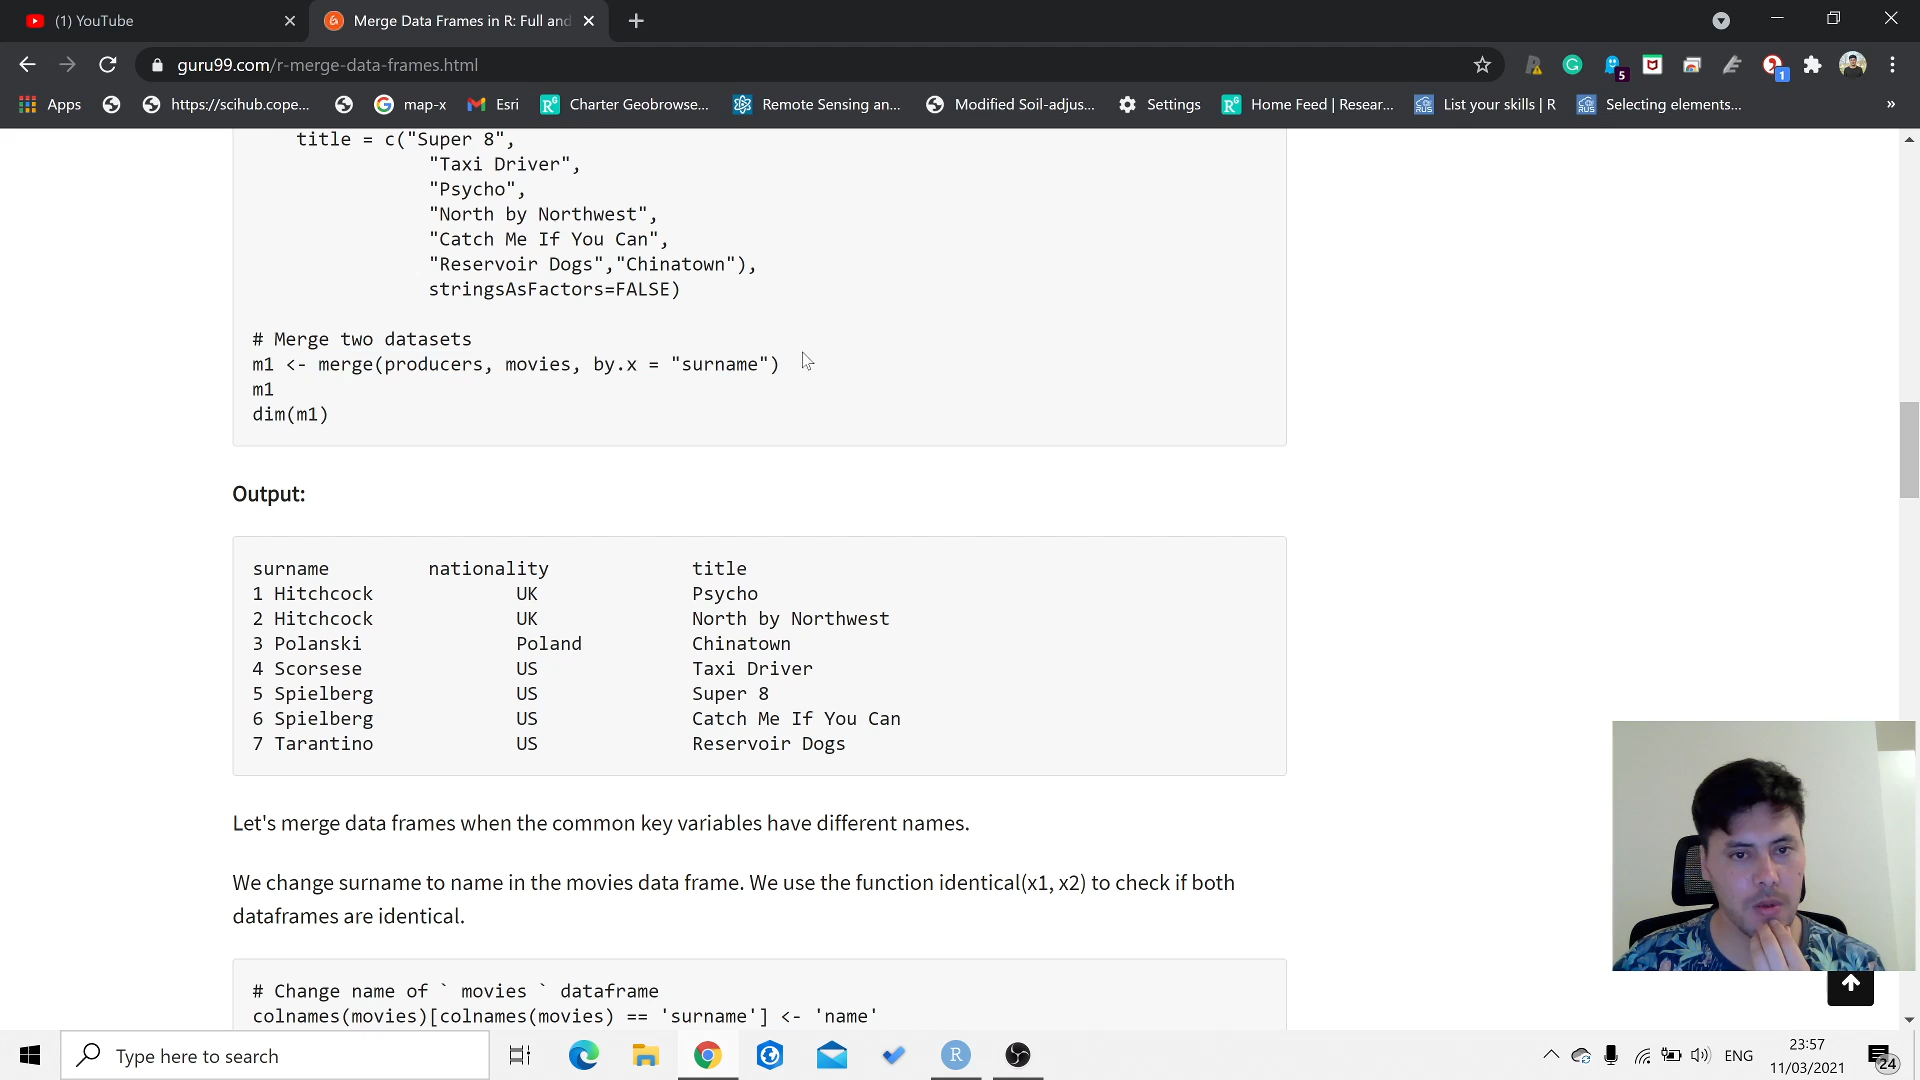 (1) YouTube
Merge Data Frames in R: Full and
guru99.com/r-merge-data-frames.html
5
1
Apps
https://scihub.cope...
map-x
Esri
Charter Geobrowse...
Remote Sensing an...
Modified Soil-adjus...
Settings
Home Feed | Resear...
List your skills | R
Selecting elements...
»
title = c("Super 8",
"Taxi Driver",
"Psycho",
"North by Northwest",
"Catch Me If You Can",
"Reservoir Dogs","Chinatown"),
stringsAsFactors=FALSE)
# Merge two datasets
m1 <- merge(producers, movies, by.x = "surname")
m1
dim(m1)
Output:
surname nationality title
1 Hitchcock UK Psycho
2 Hitchcock UK North by Northwest
3 Polanski Poland Chinatown
4 Scorsese US Taxi Driver
5 Spielberg US Super 8
6 Spielberg US Catch Me If You Can
7 Tarantino US Reservoir Dogs
Let's merge data frames when the common key variables have different names.
We change surname to name in the movies data frame. We use the function identical(x1, x2) to check if both
dataframes are identical.
# Change name of ` movies ` dataframe
colnames(movies)[colnames(movies) == 'surname'] <- 'name'
Type here to search
R
ENG
23:57
11/03/2021
24